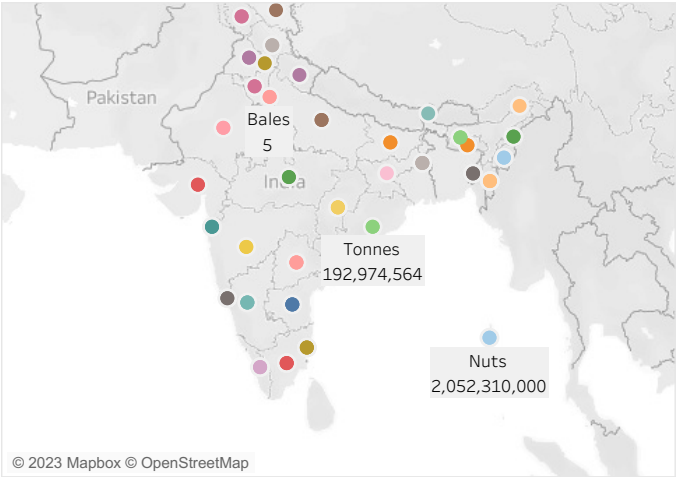 Pakistan
Bales
5
India
Tonnes
192,974,564
Nuts
2,052,310,000
© 2023 Mapbox © OpenStreetMap